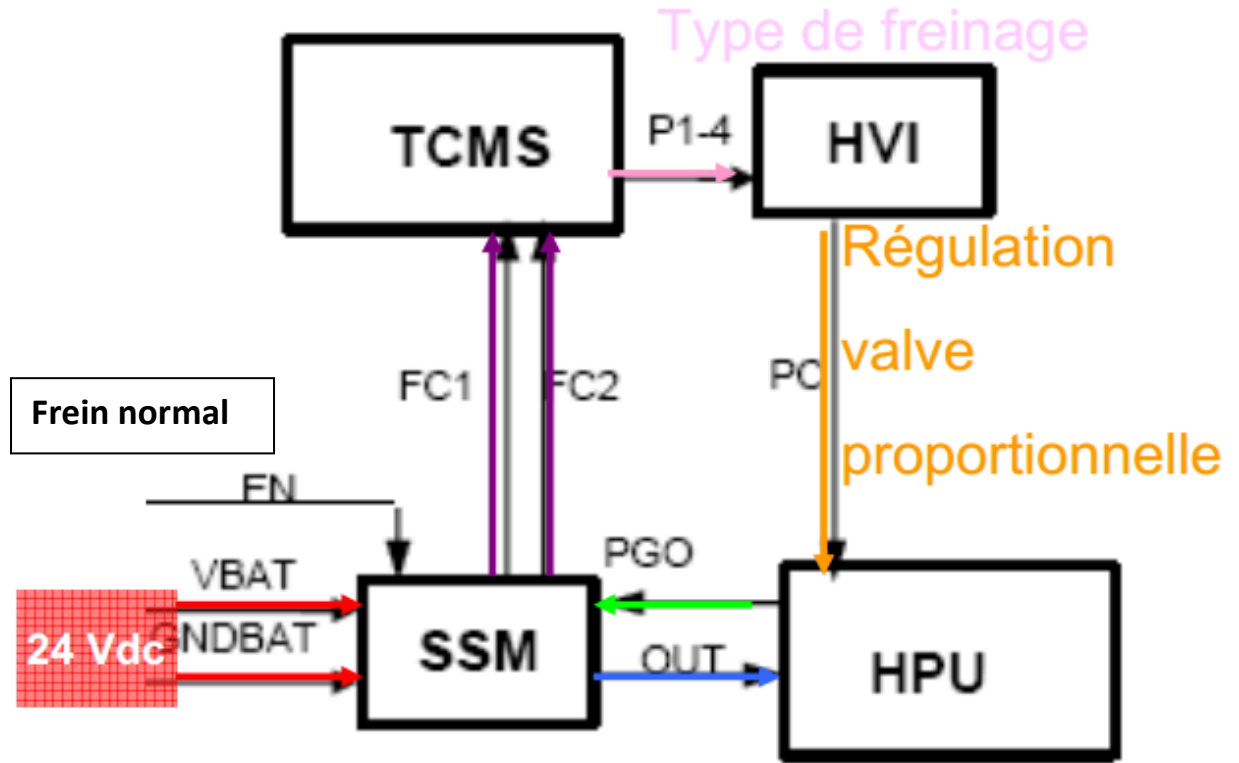 Type de freinage
TCMS
P1-4
HVI
Régulation
valve
proportionnelle
FC1
FC2
PC
Frein normal
FN
VBAT
GNDBAT
24 Vdc
PGO
SSM
OUT
HPU